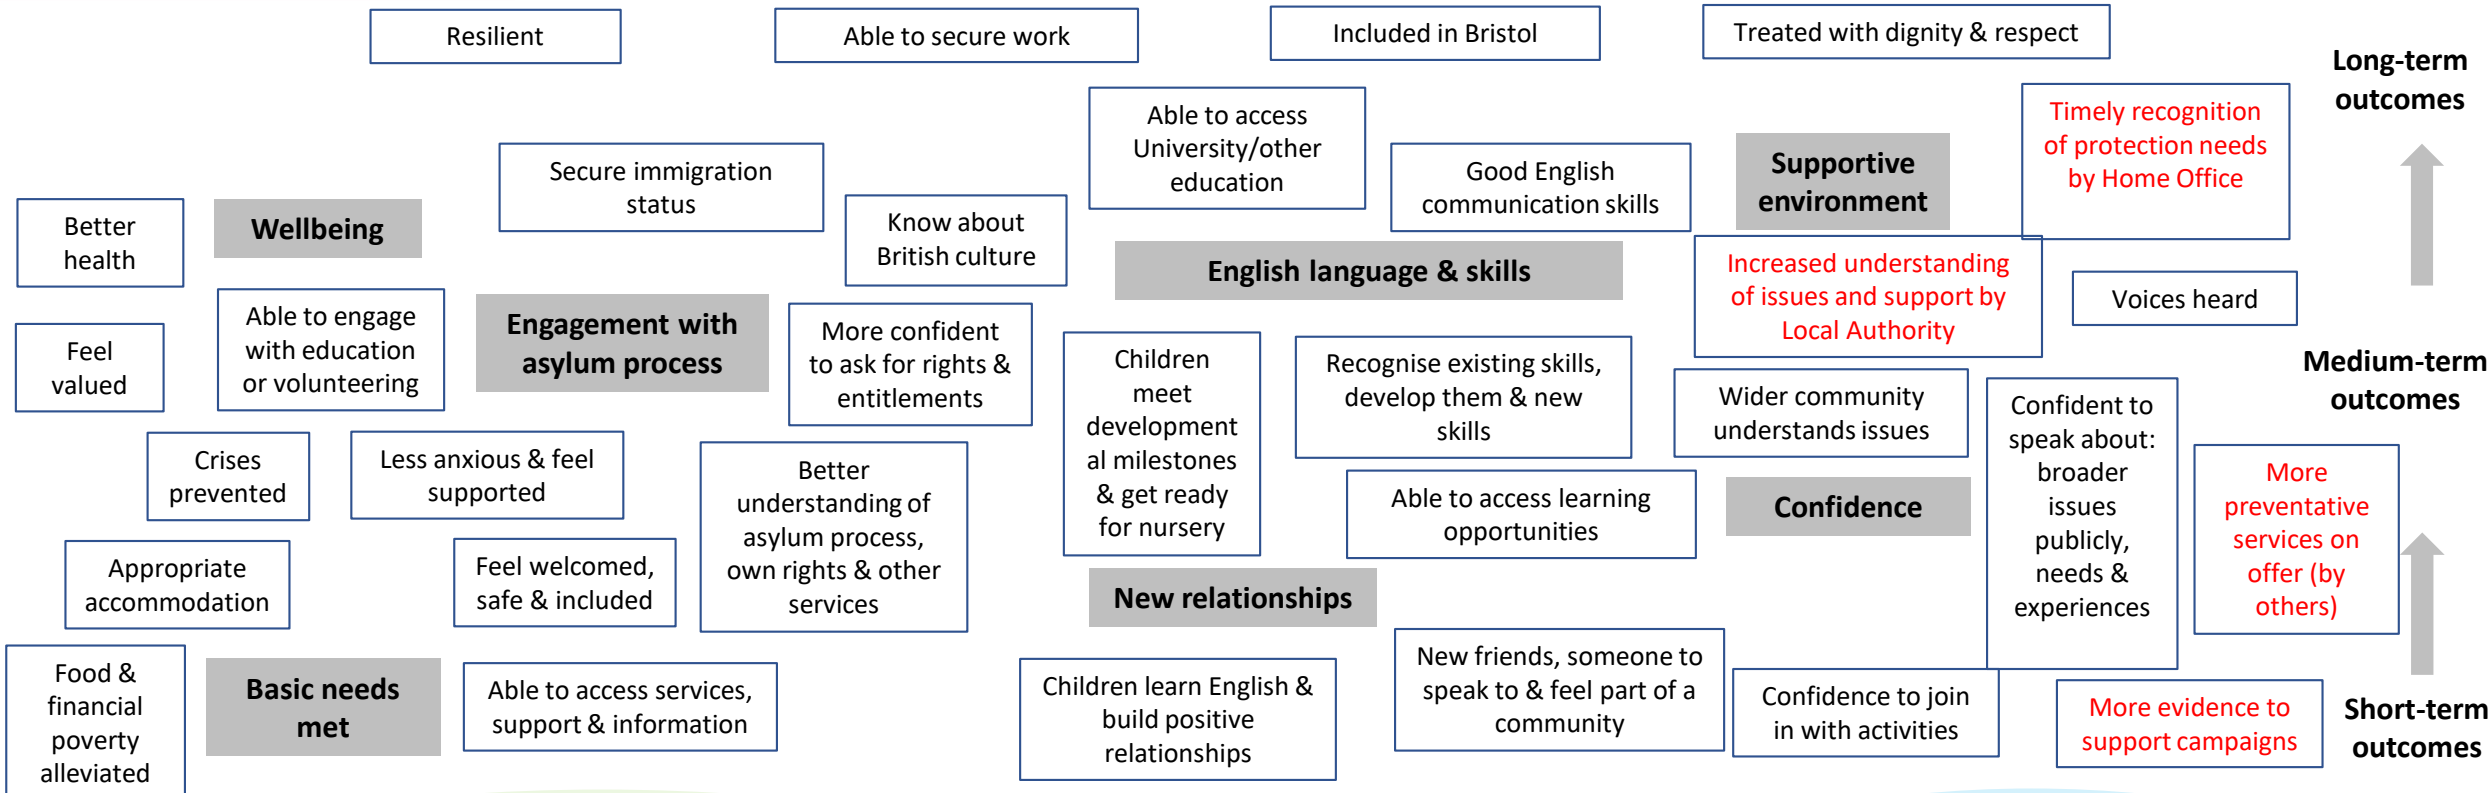 Resilient
Able to secure work
Included in Bristol
Treated with dignity & respect
Long-term
outcomes
Able to access
University/other
education
Timely recognition
of protection needs
by Home Office
Secure immigration
status
Good English
communication skills
Supportive
environment
Better
health
Wellbeing
Know about
British culture
English language & skills
Increased understanding
of issues and support by
Local Authority
Voices heard
Feel
valued
Able to engage
with education
or volunteering
Engagement with
asylum process
More confident
to ask for rights &
entitlements
Children
meet
development
al milestones
& get ready
for nursery
Recognise existing skills,
develop them & new
skills
Wider community
understands issues
Confident to
speak about:
broader
issues
publicly,
needs &
experiences
Medium-term
outcomes
Crises
prevented
Less anxious & feel
supported
Better
understanding of
asylum process,
own rights & other
services
Able to access learning
opportunities
Confidence
More
preventative
services on
offer (by
others)
Appropriate
accommodation
Feel welcomed,
safe & included
New relationships
Food &
financial
poverty
alleviated
Basic needs
met
Able to access services,
support & information
Children learn English &
build positive
relationships
New friends, someone to
speak to & feel part of a
community
Confidence to join
in with activities
More evidence to
support campaigns
Short-term
outcomes